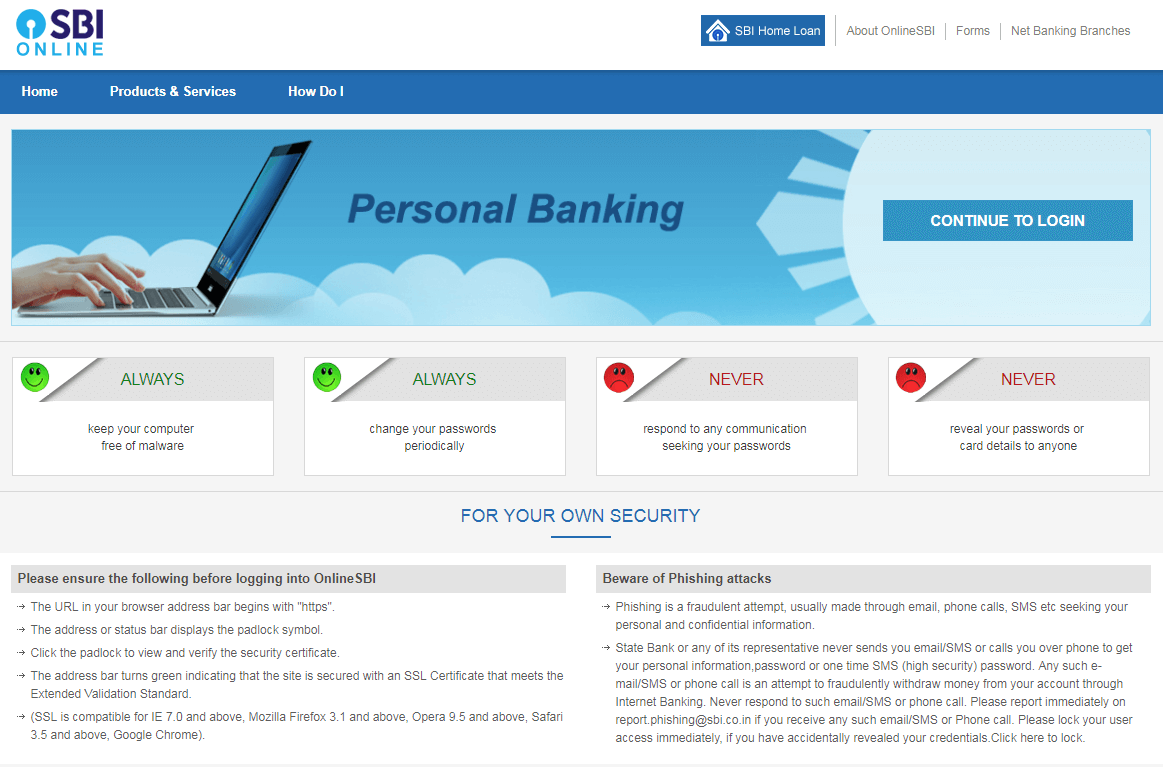 SBI
ONLINE
SBI Home Loan
About OnlineSBI
Forms
Net Banking Branches
Home
Products & Services
How Do I
Personal Banking
CONTINUE TO LOGIN
ALWAYS
keep your computer
free of malware
ALWAYS
change your passwords
periodically
NEVER
respond to any communication
seeking your passwords
NEVER
reveal your passwords or
card details to anyone
FOR YOUR OWN SECURITY
Please ensure the following before logging into OnlineSBI
The URL in your browser address bar begins with "https".
The address or status bar displays the padlock symbol.
Click the padlock to view and verify the security certificate.
The address bar turns green indicating that the site is secured with an SSL Certificate that meets the
Extended Validation Standard.
(SSL is compatible for IE 7.0 and above, Mozilla Firefox 3.1 and above, Opera 9.5 and above, Safari
3.5 and above, Google Chrome).
Beware of Phishing attacks
Phishing is a fraudulent attempt, usually made through email, phone calls, SMS etc seeking your
personal and confidential information.
State Bank or any of its representative never sends you email/SMS or calls you over phone to get
your personal information,password or one time SMS (high security) password. Any such e-
mail/SMS or phone call is an attempt to fraudulently withdraw money from your account through
Internet Banking. Never respond to such email/SMS or phone call. Please report immediately on
report.phishing@sbi.co.in if you receive any such email/SMS or Phone call. Please lock your user
access immediately, if you have accidentally revealed your credentials.Click here to lock.